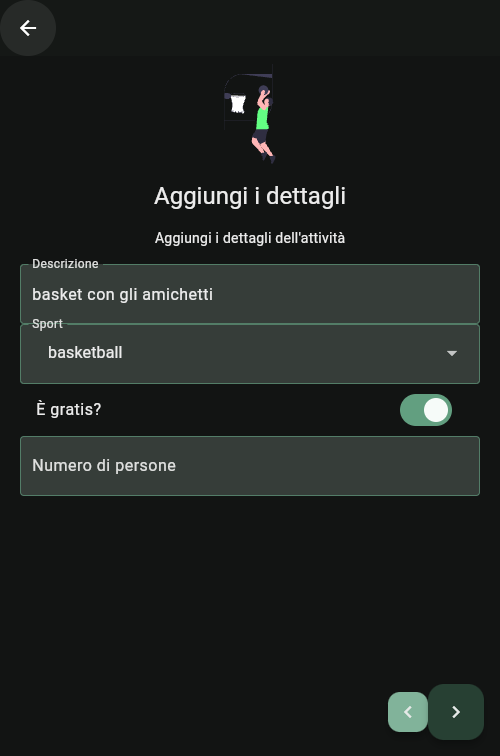 Aggiungi i dettagli
Aggiungi i dettagli dell'attività
Descrizione
basket con gli amichetti
Sport
basketball
È gratis?
Numero di persone